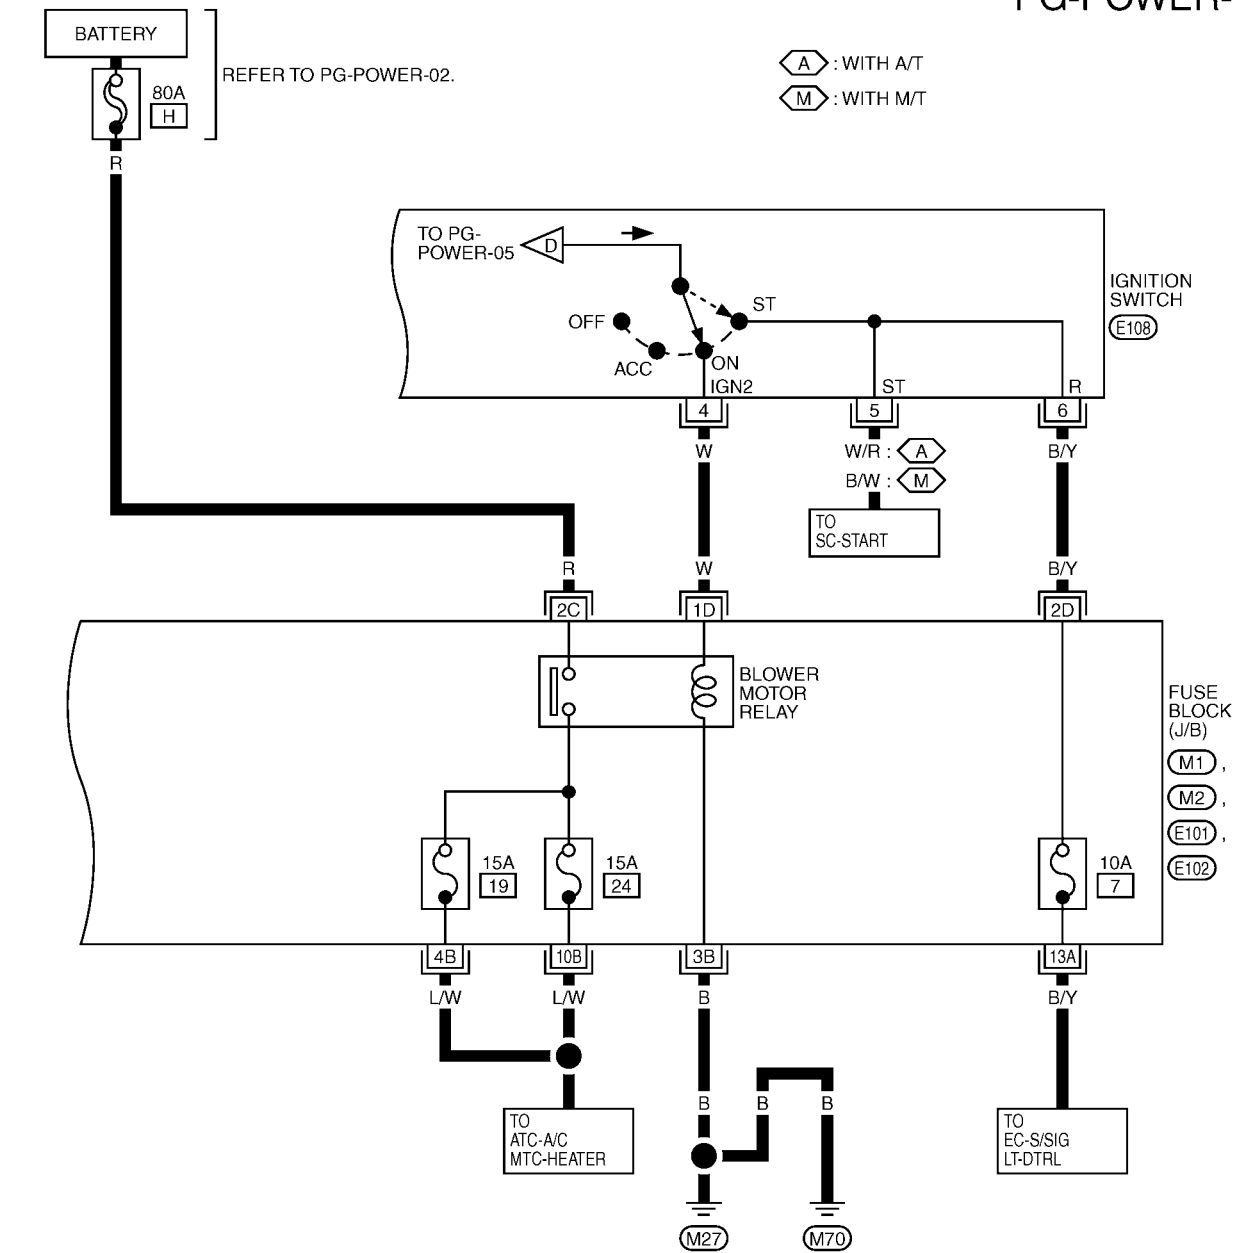 PG-POWER-
BATTERY
REFER TO PG-POWER-02.
80A
H
R
A : WITH A/T
M : WITH M/T
TO PG-
POWER-05
D
ST
OFF
ACC
ON
IGN2
ST
R
IGNITION
SWITCH
E108
4
5
6
W
W/R : A
B/W : M
B/Y
TO
SC-START
R
W
B/Y
2C
1D
2D
BLOWER
MOTOR
RELAY
FUSE
BLOCK
(J/B)
M1 ,
M2 ,
E101 ,
E102
15A
19
15A
24
10A
7
4B
10B
3B
13A
L/W
L/W
B
B/Y
B
B
B
TO
ATC-A/C
MTC-HEATER
TO
EC-S/SIG
LT-DTRL
M27
M70